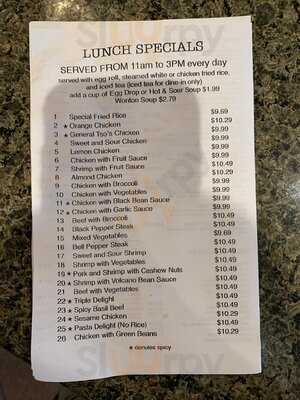 LUNCH SPECIALS
SERVED FROM 11am to 3PM every day
served with egg roll, steamed white or chicken fried rice,
and iced tea (iced tea for dine-in only)
add a cup of Egg Drop or Hot & Sour Soup $1.99
Wonton Soup $2.79
1 Special Fried Rice $9.69
2 ★ Orange Chicken $10.29
3 ★ General Tso's Chicken $9.99
4 Sweet and Sour Chicken $9.99
5 Lemon Chicken $9.99
6 Chicken with Fruit Sauce $9.99
7 Shrimp with Fruit Sauce $10.49
8 Almond Chicken $10.29
9 Chicken with Broccoli $9.99
10 Chicken with Vegetables $9.99
11 ★ Chicken with Black Bean Sauce $9.99
12 ★ Chicken with Garlic Sauce $9.99
13 Beef with Broccoli $10.49
14 Black Pepper Steak $10.49
15 Mixed Vegetables $9.69
16 Bell Pepper Steak $10.49
17 Sweet and Sour Shrimp $10.49
18 Shrimp with Vegetables $10.49
19 ★ Pork and Shrimp with Cashew Nuts $10.49
20 ★ Shrimp with Volcano Bean Sauce $10.49
21 Beef with Vegetables $10.49
22 ★ Triple Delight $10.49
23 ★ Spicy Basil Beef $10.49
24 ★ Sesame Chicken $10.29
25 ★ Pasta Delight (No Rice) $10.49
26 Chicken with Green Beans $10.29
★ denotes spicy